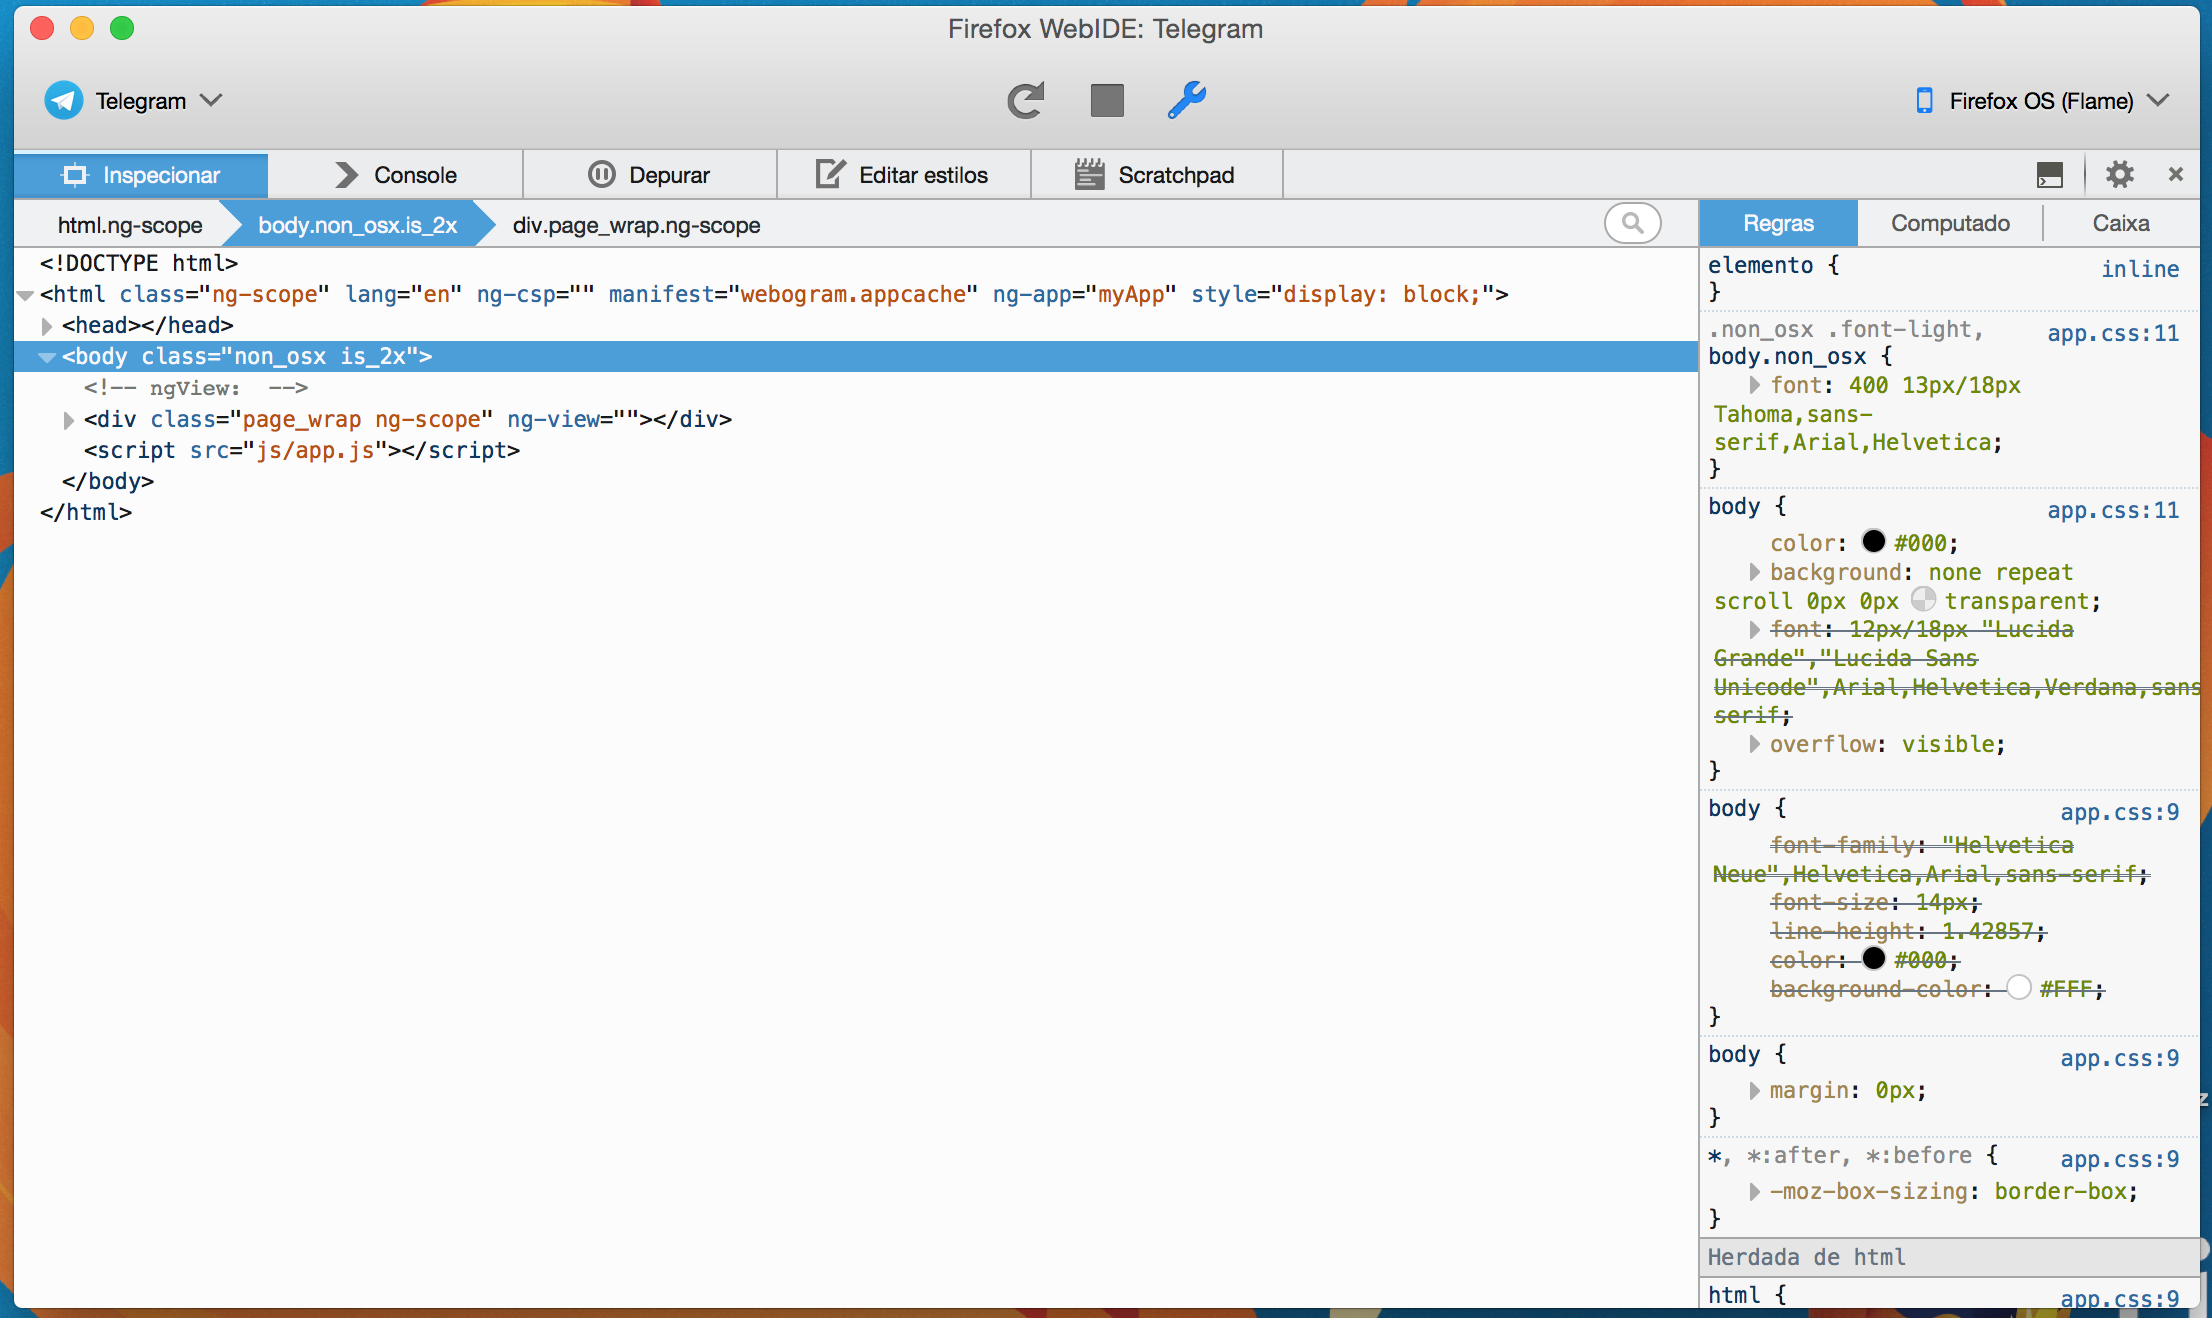 Firefox WebIDE: Telegram
Telegram
Firefox OS (Flame)
Inspecionar
Console
Depurar
Editar estilos
Scratchpad
html.ng-scope
body.non_osx.is_2x
div.page_wrap.ng-scope
Regras
Computado
Caixa
<!DOCTYPE html>
<html class="ng-scope" lang="en" ng-csp="" manifest="webogram.appcache" ng-app="myApp" style="display: block;">
<head></head>
<body class="non_osx is_2x">
<!-- ngView:  -->
<div class="page_wrap ng-scope" ng-view=""></div>
<script src="js/app.js"></script>
</body>
</html>
elemento {
inline
}
.non_osx .font-light,
app.css:11
body.non_osx {
font: 400 13px/18px
Tahoma,sans-
serif,Arial,Helvetica;
}
body {
app.css:11
color: #000;
background: none repeat
scroll 0px 0px transparent;
font: 12px/18px "Lucida
Grande","Lucida Sans
Unicode",Arial,Helvetica,Verdana,sans
serif;
overflow: visible;
}
body {
app.css:9
font-family: "Helvetica
Neue",Helvetica,Arial,sans-serif;
font-size: 14px;
line-height: 1.42857;
color: #000;
background-color: #FFF;
}
body {
app.css:9
margin: 0px;
}
*, *:after, *:before {
app.css:9
-moz-box-sizing: border-box;
}
Herdada de html
html {
app.css:9